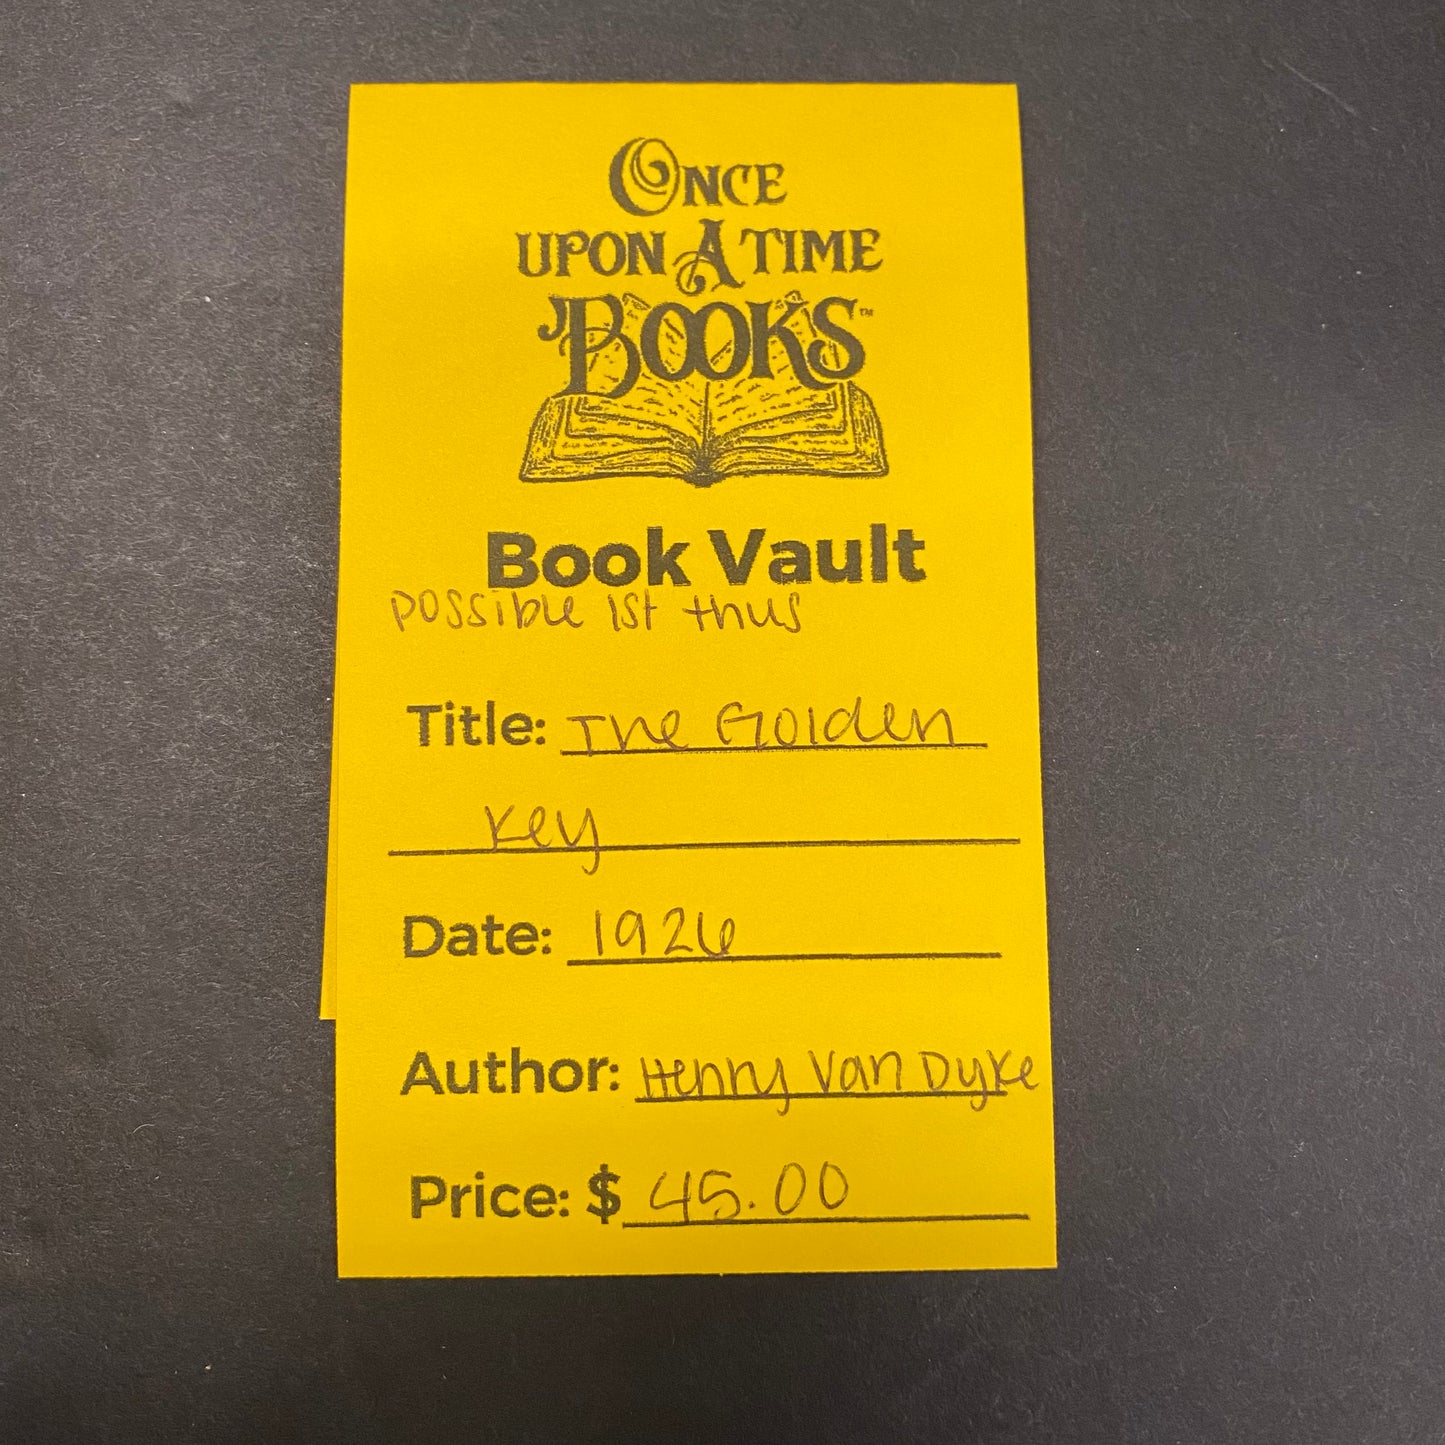 ONCE
UPON A TIME
BOOKS™
Book Vault
possible 1st thus
Title: The Golden
Key
Date: 1926
Author: Henry Van Dyke
Price: $ 45.00